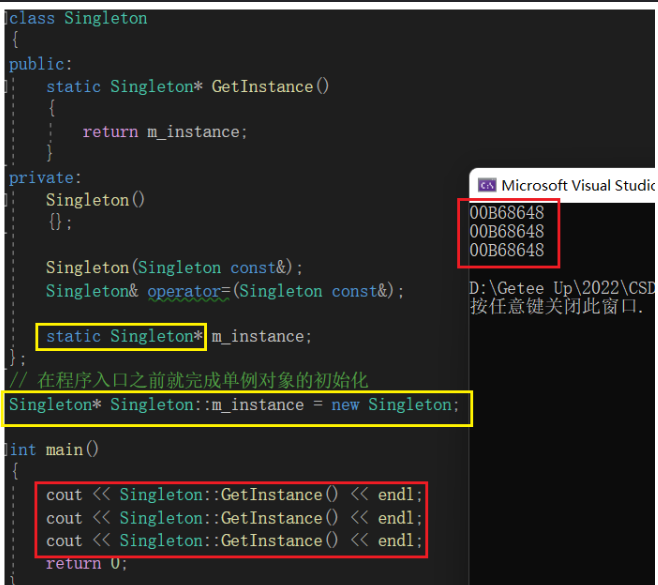 class Singleton
{
public:
static Singleton* GetInstance()
{
return m_instance;
}
private:
Singleton()
{};
Singleton(Singleton const&);
Singleton& operator=(Singleton const&);
static Singleton* m_instance;
};
// 在程序入口之前就完成单例对象的初始化
Singleton* Singleton::m_instance = new Singleton;
int main()
{
cout << Singleton::GetInstance() << endl;
cout << Singleton::GetInstance() << endl;
cout << Singleton::GetInstance() << endl;
return 0;
}
Microsoft Visual Studio
00B68648
00B68648
00B68648
D:\Getee Up\2022\CSD
按任意键关闭此窗口.